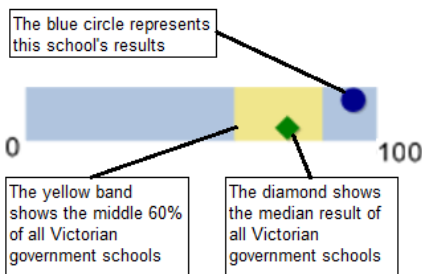 The blue circle represents
this school's results
0
100
The yellow band
shows the middle 60%
of all Victorian
government schools
The diamond shows
the median result of
all Victorian
government schools